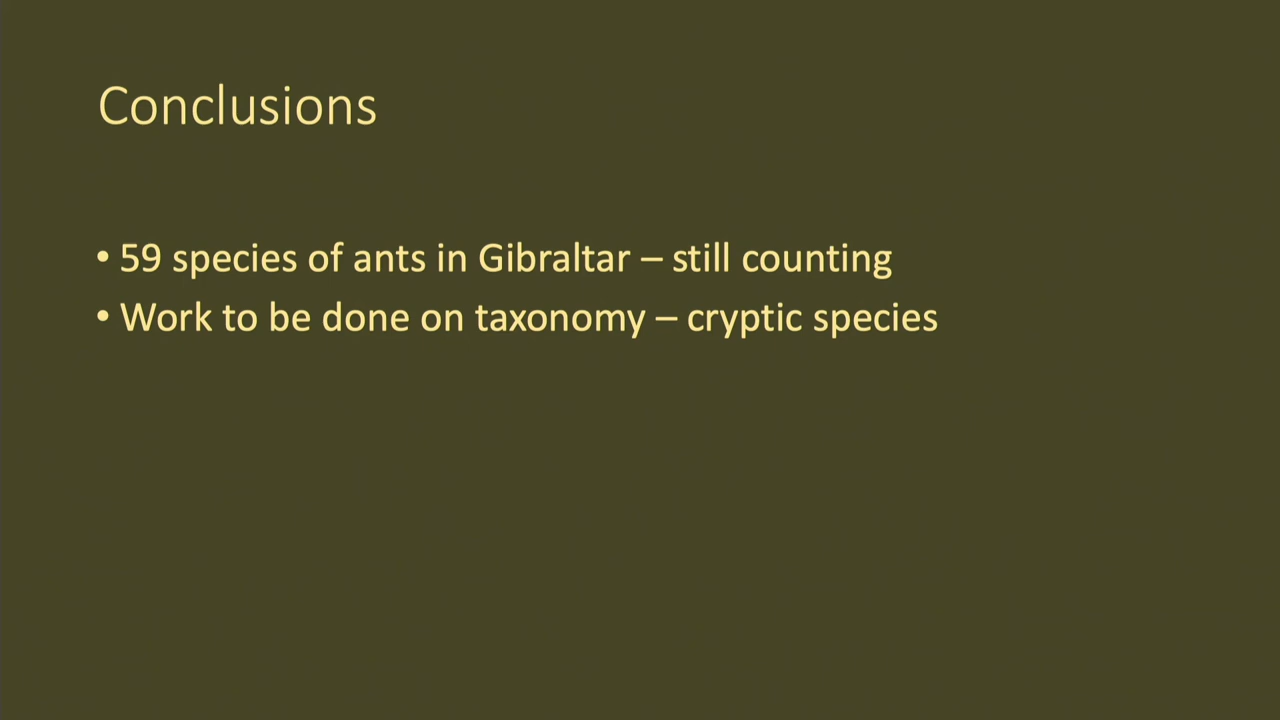 Conclusions
• 59 species of ants in Gibraltar – still counting
• Work to be done on taxonomy – cryptic species